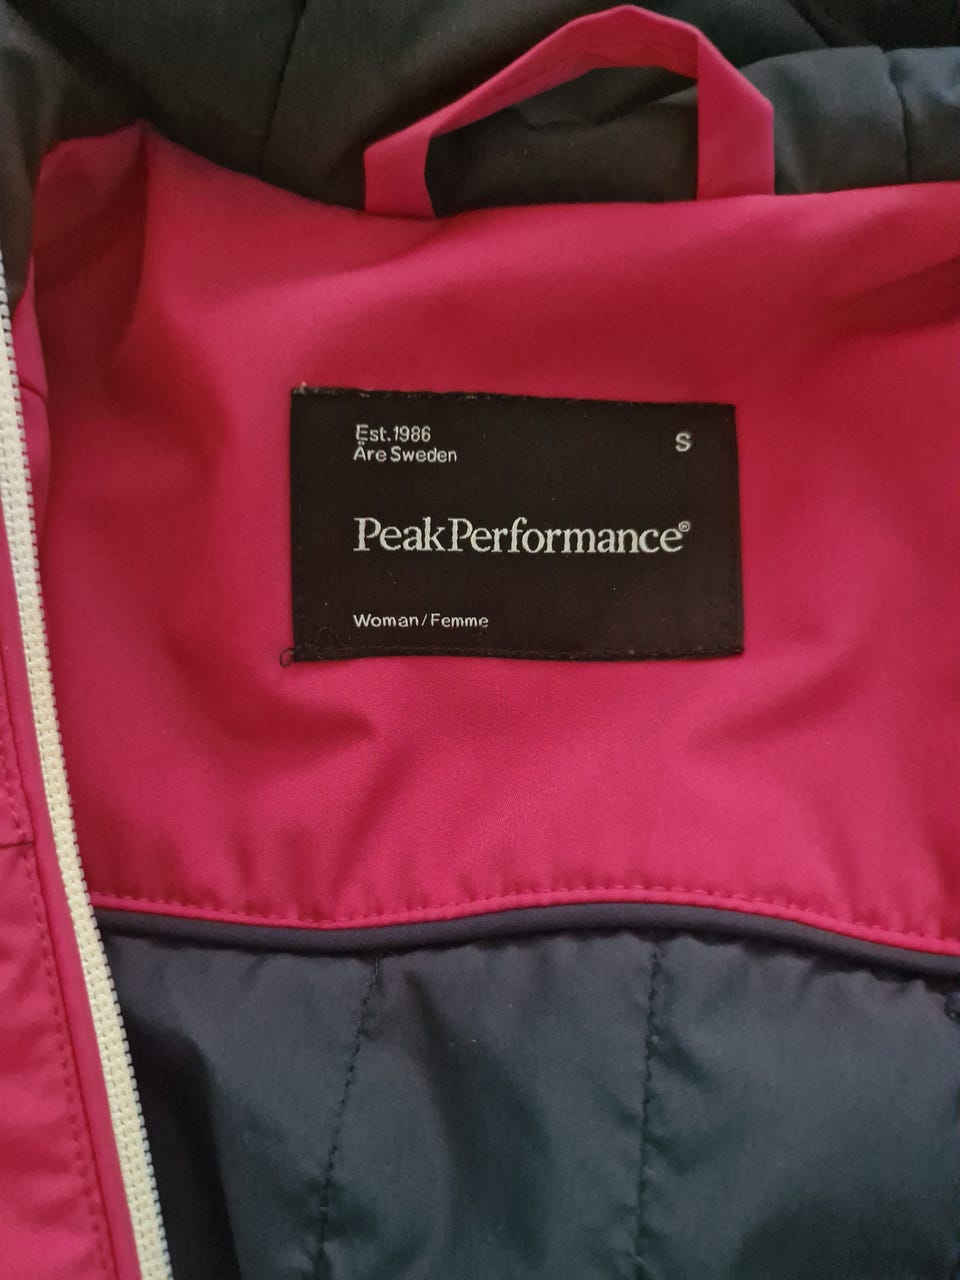 Est.1986
Åre Sweden
S
PeakPerformance®
Woman/Femme